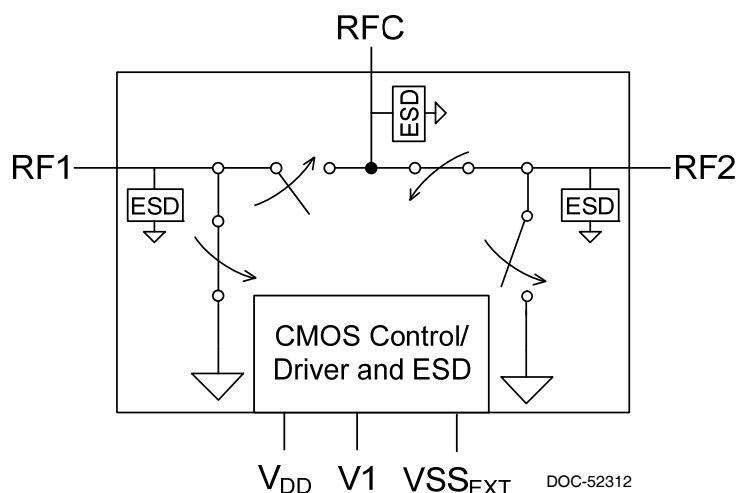 RFC
ESD
RF1
RF2
ESD
ESD
CMOS Control/
Driver and ESD
VDD V1 VSSEXT DOC-52312